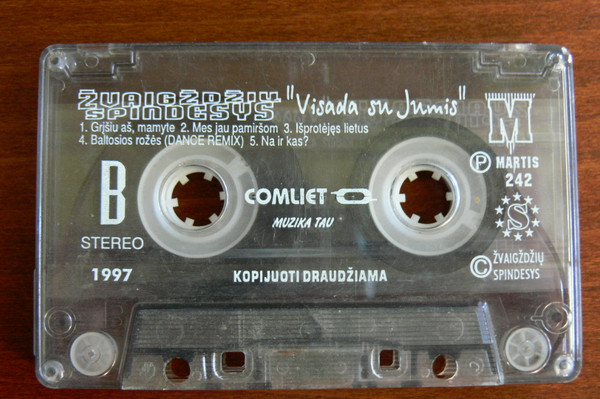 ŽVAIGŽDŽIŲ SPINDESYS "Visada su Jumis"
1. Grįšiu aš, mamyte 2. Mes jau pamiršom 3. Išprotėjęs lietus
4. Baltosios rožės (DANCE REMIX) 5. Na ir kas?
M
Ⓟ MARTIS
242
B
STEREO
COMLIET
MUZIKA TAU
S
1997
KOPIJUOTI DRAUDŽIAMA
© ŽVAIGŽDŽIŲ
SPINDESYS